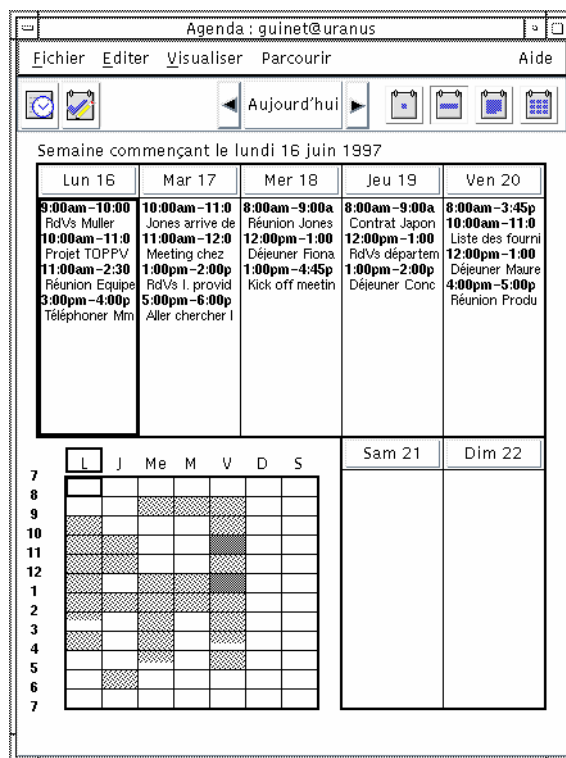 Agenda : guinet@uranus
Fichier Editer Visualiser Parcourir Aide
Aujourd'hui
Semaine commençant le lundi 16 juin 1997
Lun 16 Mar 17 Mer 18 Jeu 19 Ven 20
9:00am-10:00 10:00am-11:0 8:00am-9:00a 8:00am-9:00a 8:00am-3:45p
RdVs Muller Jones arrive de Réunion Jones Contrat Japon 10:00am-11:0
10:00am-11:0 11:00am-12:0 12:00pm-1:00 12:00pm-1:00 Liste des fourni
Projet TOPPV Meeting chez Déjeuner Fiona RdVs départem 12:00pm-1:00
11:00am-2:30 1:00pm-2:00p 1:00pm-4:45p 1:00pm-2:00p Déjeuner Maure
Réunion Equipe RdVs I. provid Kick off meetin Déjeuner Conc 4:00pm-5:00p
3:00pm-4:00p 5:00pm-6:00p Réunion Produ
Téléphoner Mm Aller chercher l
Sam 21 Dim 22
L J Me M V D S
7
8
9
10
11
12
1
2
3
4
5
6
7